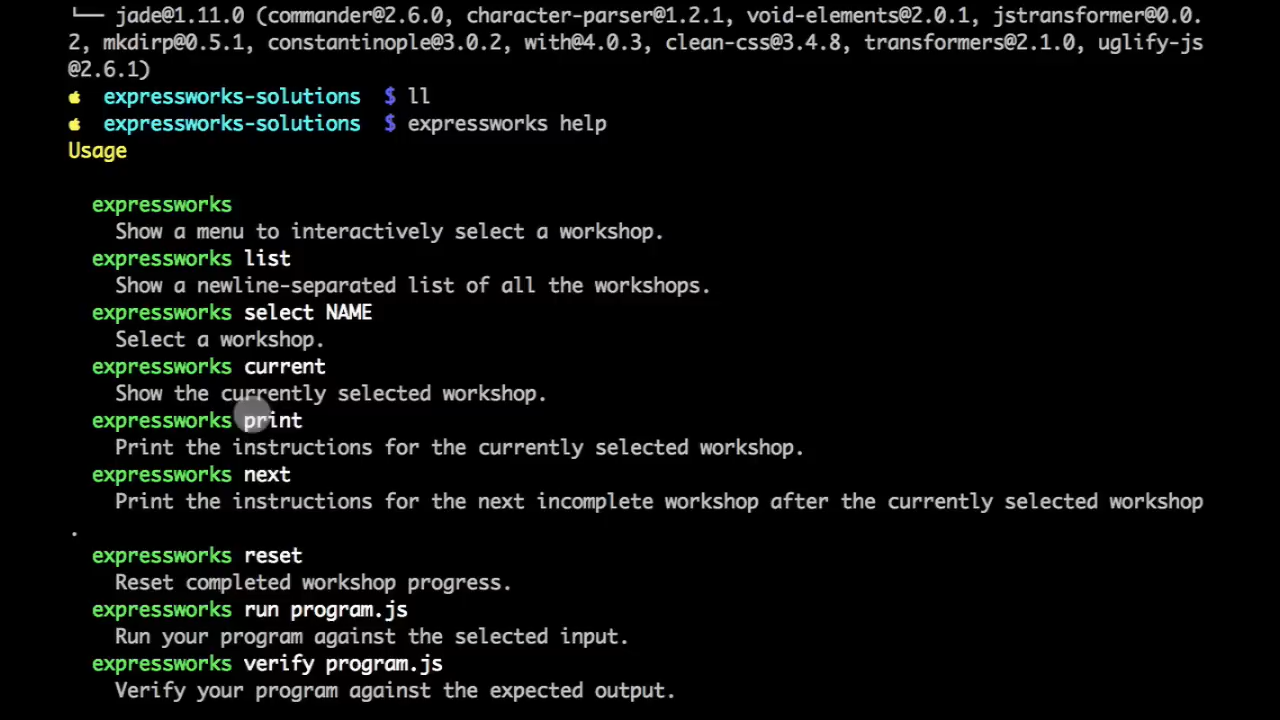 └── jade@1.11.0 (commander@2.6.0, character-parser@1.2.1, void-elements@2.0.1, jstransformer@0.0.
2, mkdirp@0.5.1, constantinople@3.0.2, with@4.0.3, clean-css@3.4.8, transformers@2.1.0, uglify-js
@2.6.1)
expressworks-solutions $ ll
expressworks-solutions $ expressworks help
Usage
expressworks
Show a menu to interactively select a workshop.
expressworks list
Show a newline-separated list of all the workshops.
expressworks select NAME
Select a workshop.
expressworks current
Show the currently selected workshop.
expressworks print
Print the instructions for the currently selected workshop.
expressworks next
Print the instructions for the next incomplete workshop after the currently selected workshop
.
expressworks reset
Reset completed workshop progress.
expressworks run program.js
Run your program against the selected input.
expressworks verify program.js
Verify your program against the expected output.